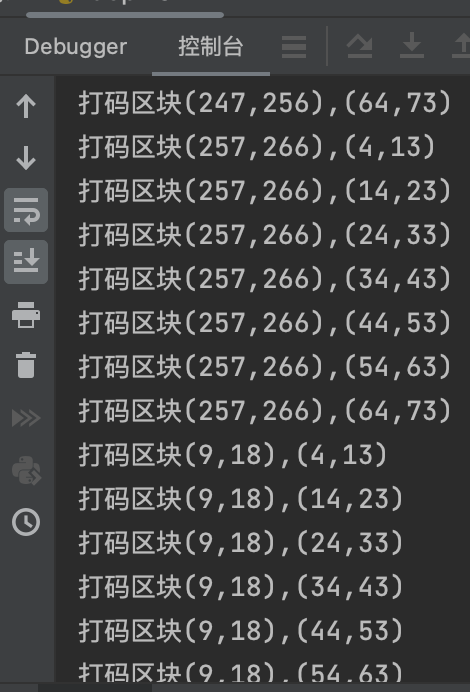 Debugger 控制台
打码区块(247,256),(64,73)
打码区块(257,266),(4,13)
打码区块(257,266),(14,23)
打码区块(257,266),(24,33)
打码区块(257,266),(34,43)
打码区块(257,266),(44,53)
打码区块(257,266),(54,63)
打码区块(257,266),(64,73)
打码区块(9,18),(4,13)
打码区块(9,18),(14,23)
打码区块(9,18),(24,33)
打码区块(9,18),(34,43)
打码区块(9,18),(44,53)
打码区块(9,18),(54,63)